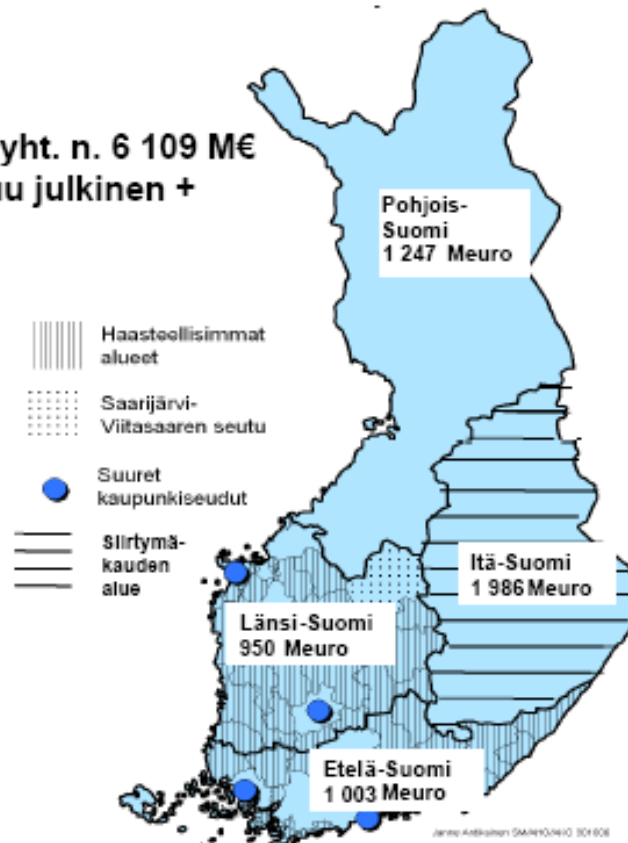 yht. n. 6 109 M€
u julkinen +
Pohjois-
Suomi
1 247 Meuro
Haasteellisimmat
alueet
Saarijärvi-
Viitasaaren seutu
Suuret
kaupunkiseudut
Siirtymä-
kauden
alue
Itä-Suomi
1 986 Meuro
Länsi-Suomi
950 Meuro
Etelä-Suomi
1 003 Meuro